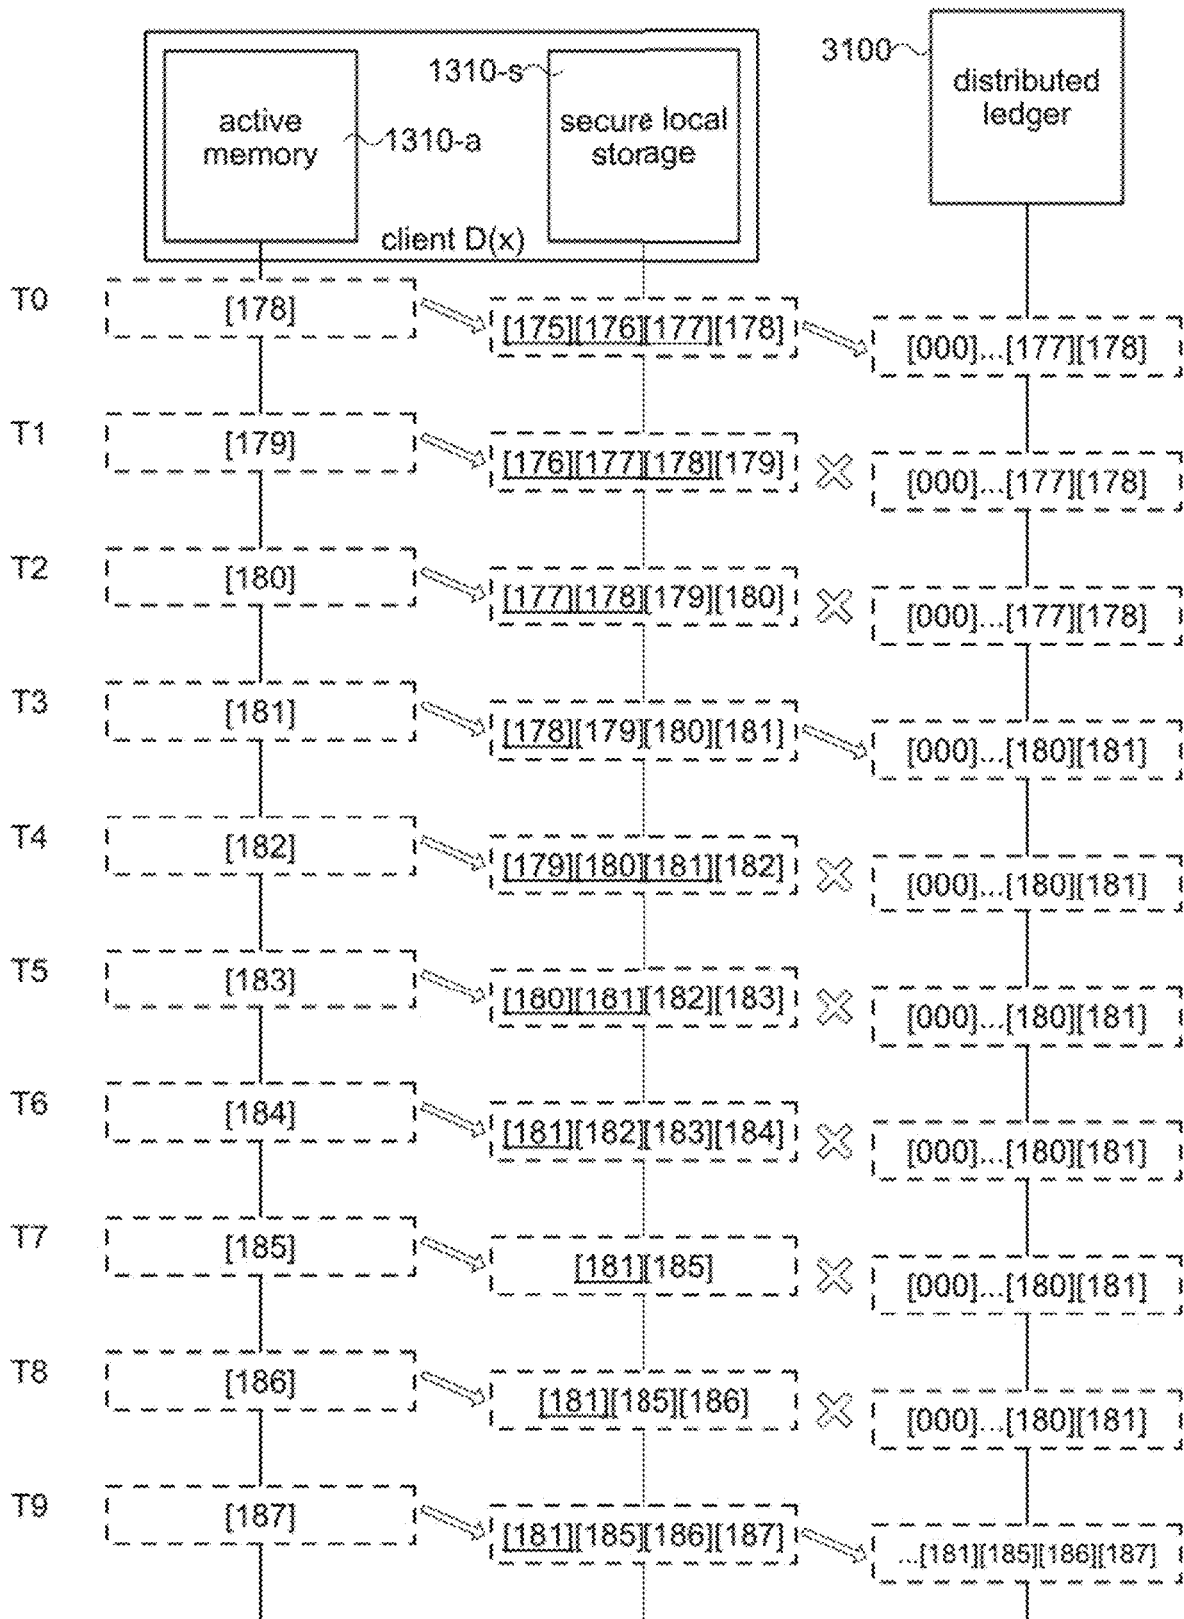 3100
1310-s
distributed
ledger
active
memory
1310-a
secure local
storage
client D(x)
T0
[178]
[175][176][177][178]
[000]...[177][178]
T1
[179]
[176][177][178][179]
[000]...[177][178]
T2
[180]
[177][178][179][180]
[000]...[177][178]
T3
[181]
[178][179][180][181]
[000]...[180][181]
T4
[182]
[179][180][181][182]
[000]...[180][181]
T5
[183]
[180][181][182][183]
[000]...[180][181]
T6
[184]
[181][182][183][184]
[000]...[180][181]
T7
[185]
[181][185]
[000]...[180][181]
T8
[186]
[181][185][186]
[000]...[180][181]
T9
[187]
[181][185][186][187]
...[181][185][186][187]